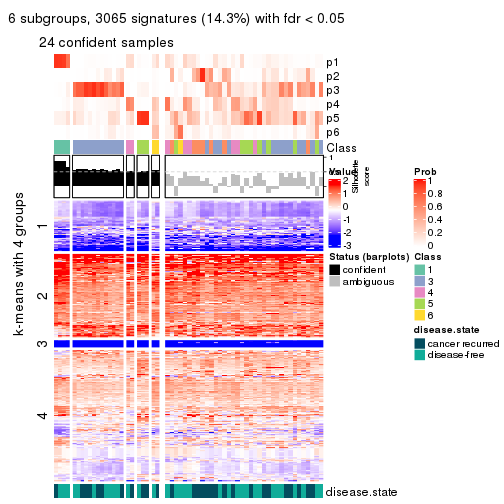 6 subgroups, 3065 signatures (14.3%) with fdr < 0.05
24 confident samples
p1
p2
p3
p4
p5
p6
Class
1
Silhouette
score
k-means with 4 groups
1
2
3
4
disease.state
Value
2
1
0
-1
-2
-3
Status (barplots)
confident
ambiguous
Prob
1
0.8
0.6
0.4
0.2
0
Class
1
3
4
5
6
disease.state
cancer recurred
disease-free